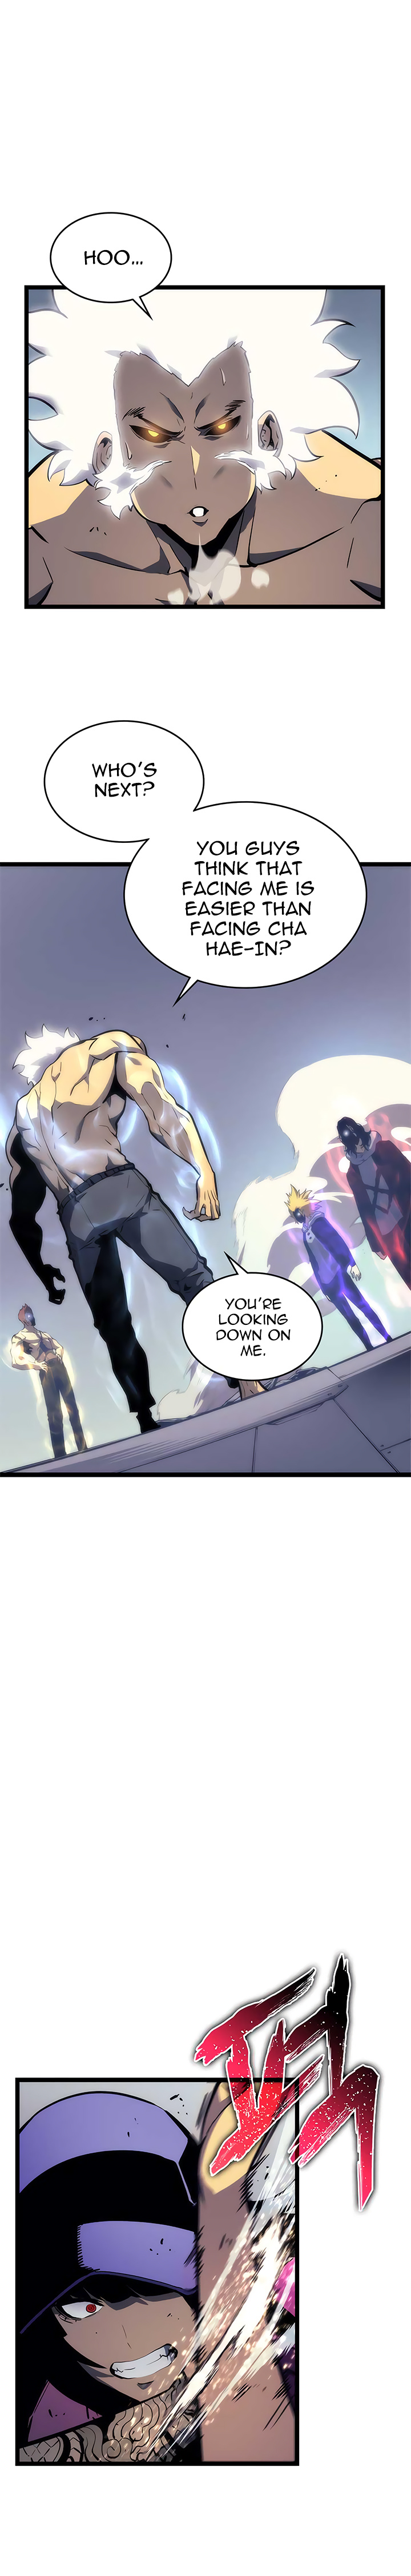 HOO...
WHO'S
NEXT?
YOU GUYS
THINK THAT
FACING ME IS
EASIER THAN
FACING CHA
HAE-IN?
YOU'RE
LOOKING
DOWN ON
ME.